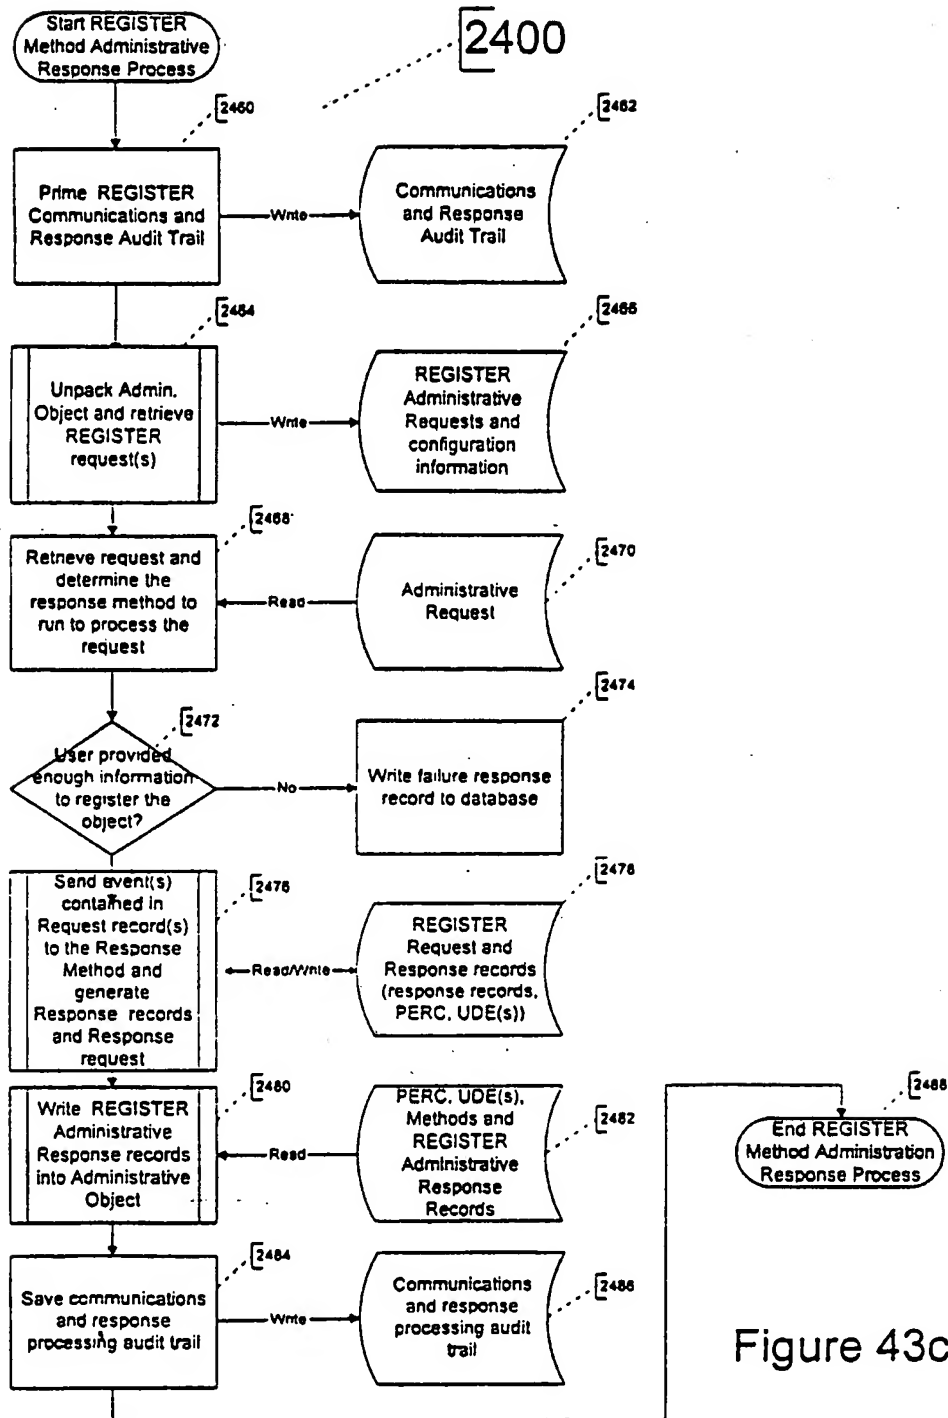 Start REGISTER
Method Administrative
Response Process
2400
2460
2462
Prime REGISTER
Communications and
Response Audit Trail
Write
Communications
and Response
Audit Trail
2464
2466
Unpack Admin.
Object and retrieve
REGISTER
request(s)
Write
REGISTER
Administrative
Requests and
configuration
information
2468
2470
Retrieve request and
determine the
response method to
run to process the
request
Read
Administrative
Request
2472
2474
User provided
enough information
to register the
object?
No
Write failure response
record to database
2476
2478
Send event(s)
contained in
Request record(s)
to the Response
Method and
generate
Response records
and Response
request
Read/Write
REGISTER
Request and
Response records
(response records,
PERC, UDE(s))
2480
2482
Write REGISTER
Administrative
Response records
into Administrative
Object
Read
PERC, UDE(s),
Methods and
REGISTER
Administrative
Response
Records
2488
End REGISTER
Method Administration
Response Process
2484
2486
Save communications
and response
processing audit trail
Write
Communications
and response
processing audit
trail
Figure 43c